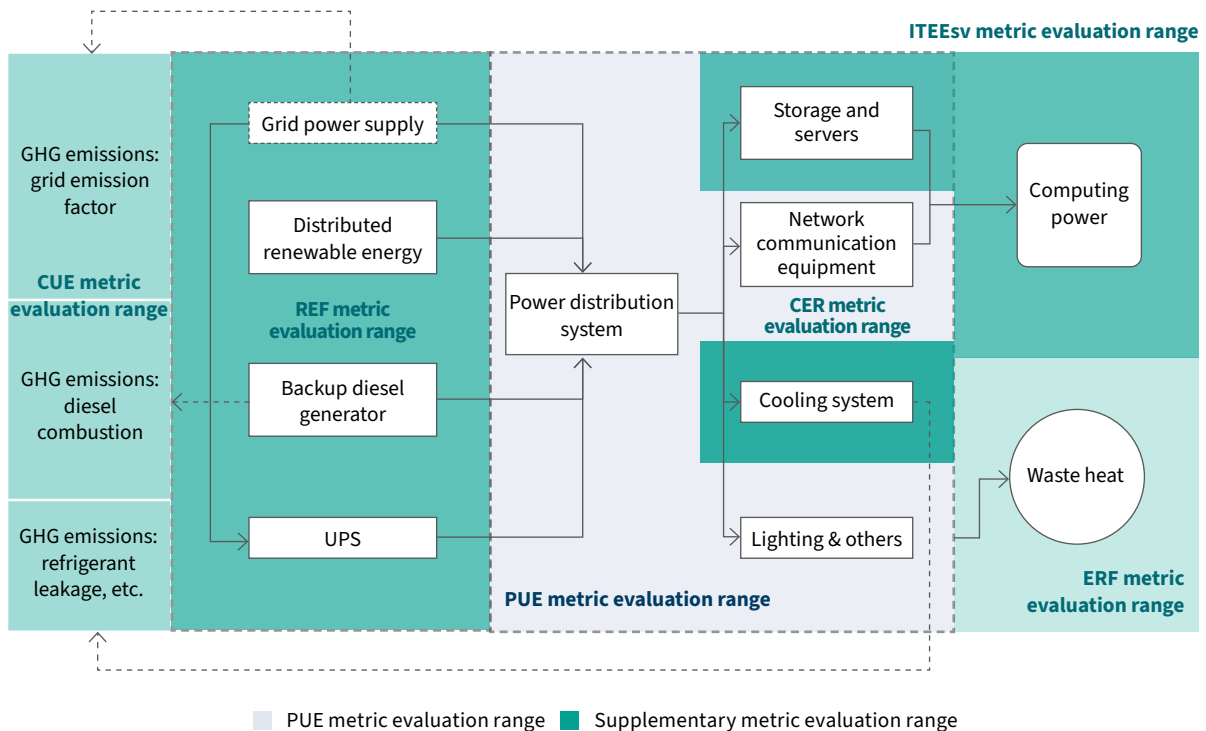 ITEEsv metric evaluation range
GHG emissions:
grid emission
factor
CUE metric
evaluation range
GHG emissions:
diesel
combustion
GHG emissions:
refrigerant
leakage, etc.
Grid power supply
Distributed
renewable energy
REF metric
evaluation range
Backup diesel
generator
UPS
Power distribution
system
PUE metric evaluation range
Storage and
servers
Network
communication
equipment
CER metric
evaluation range
Cooling system
Lighting & others
Computing
power
Waste heat
ERF metric
evaluation range
PUE metric evaluation range
Supplementary metric evaluation range